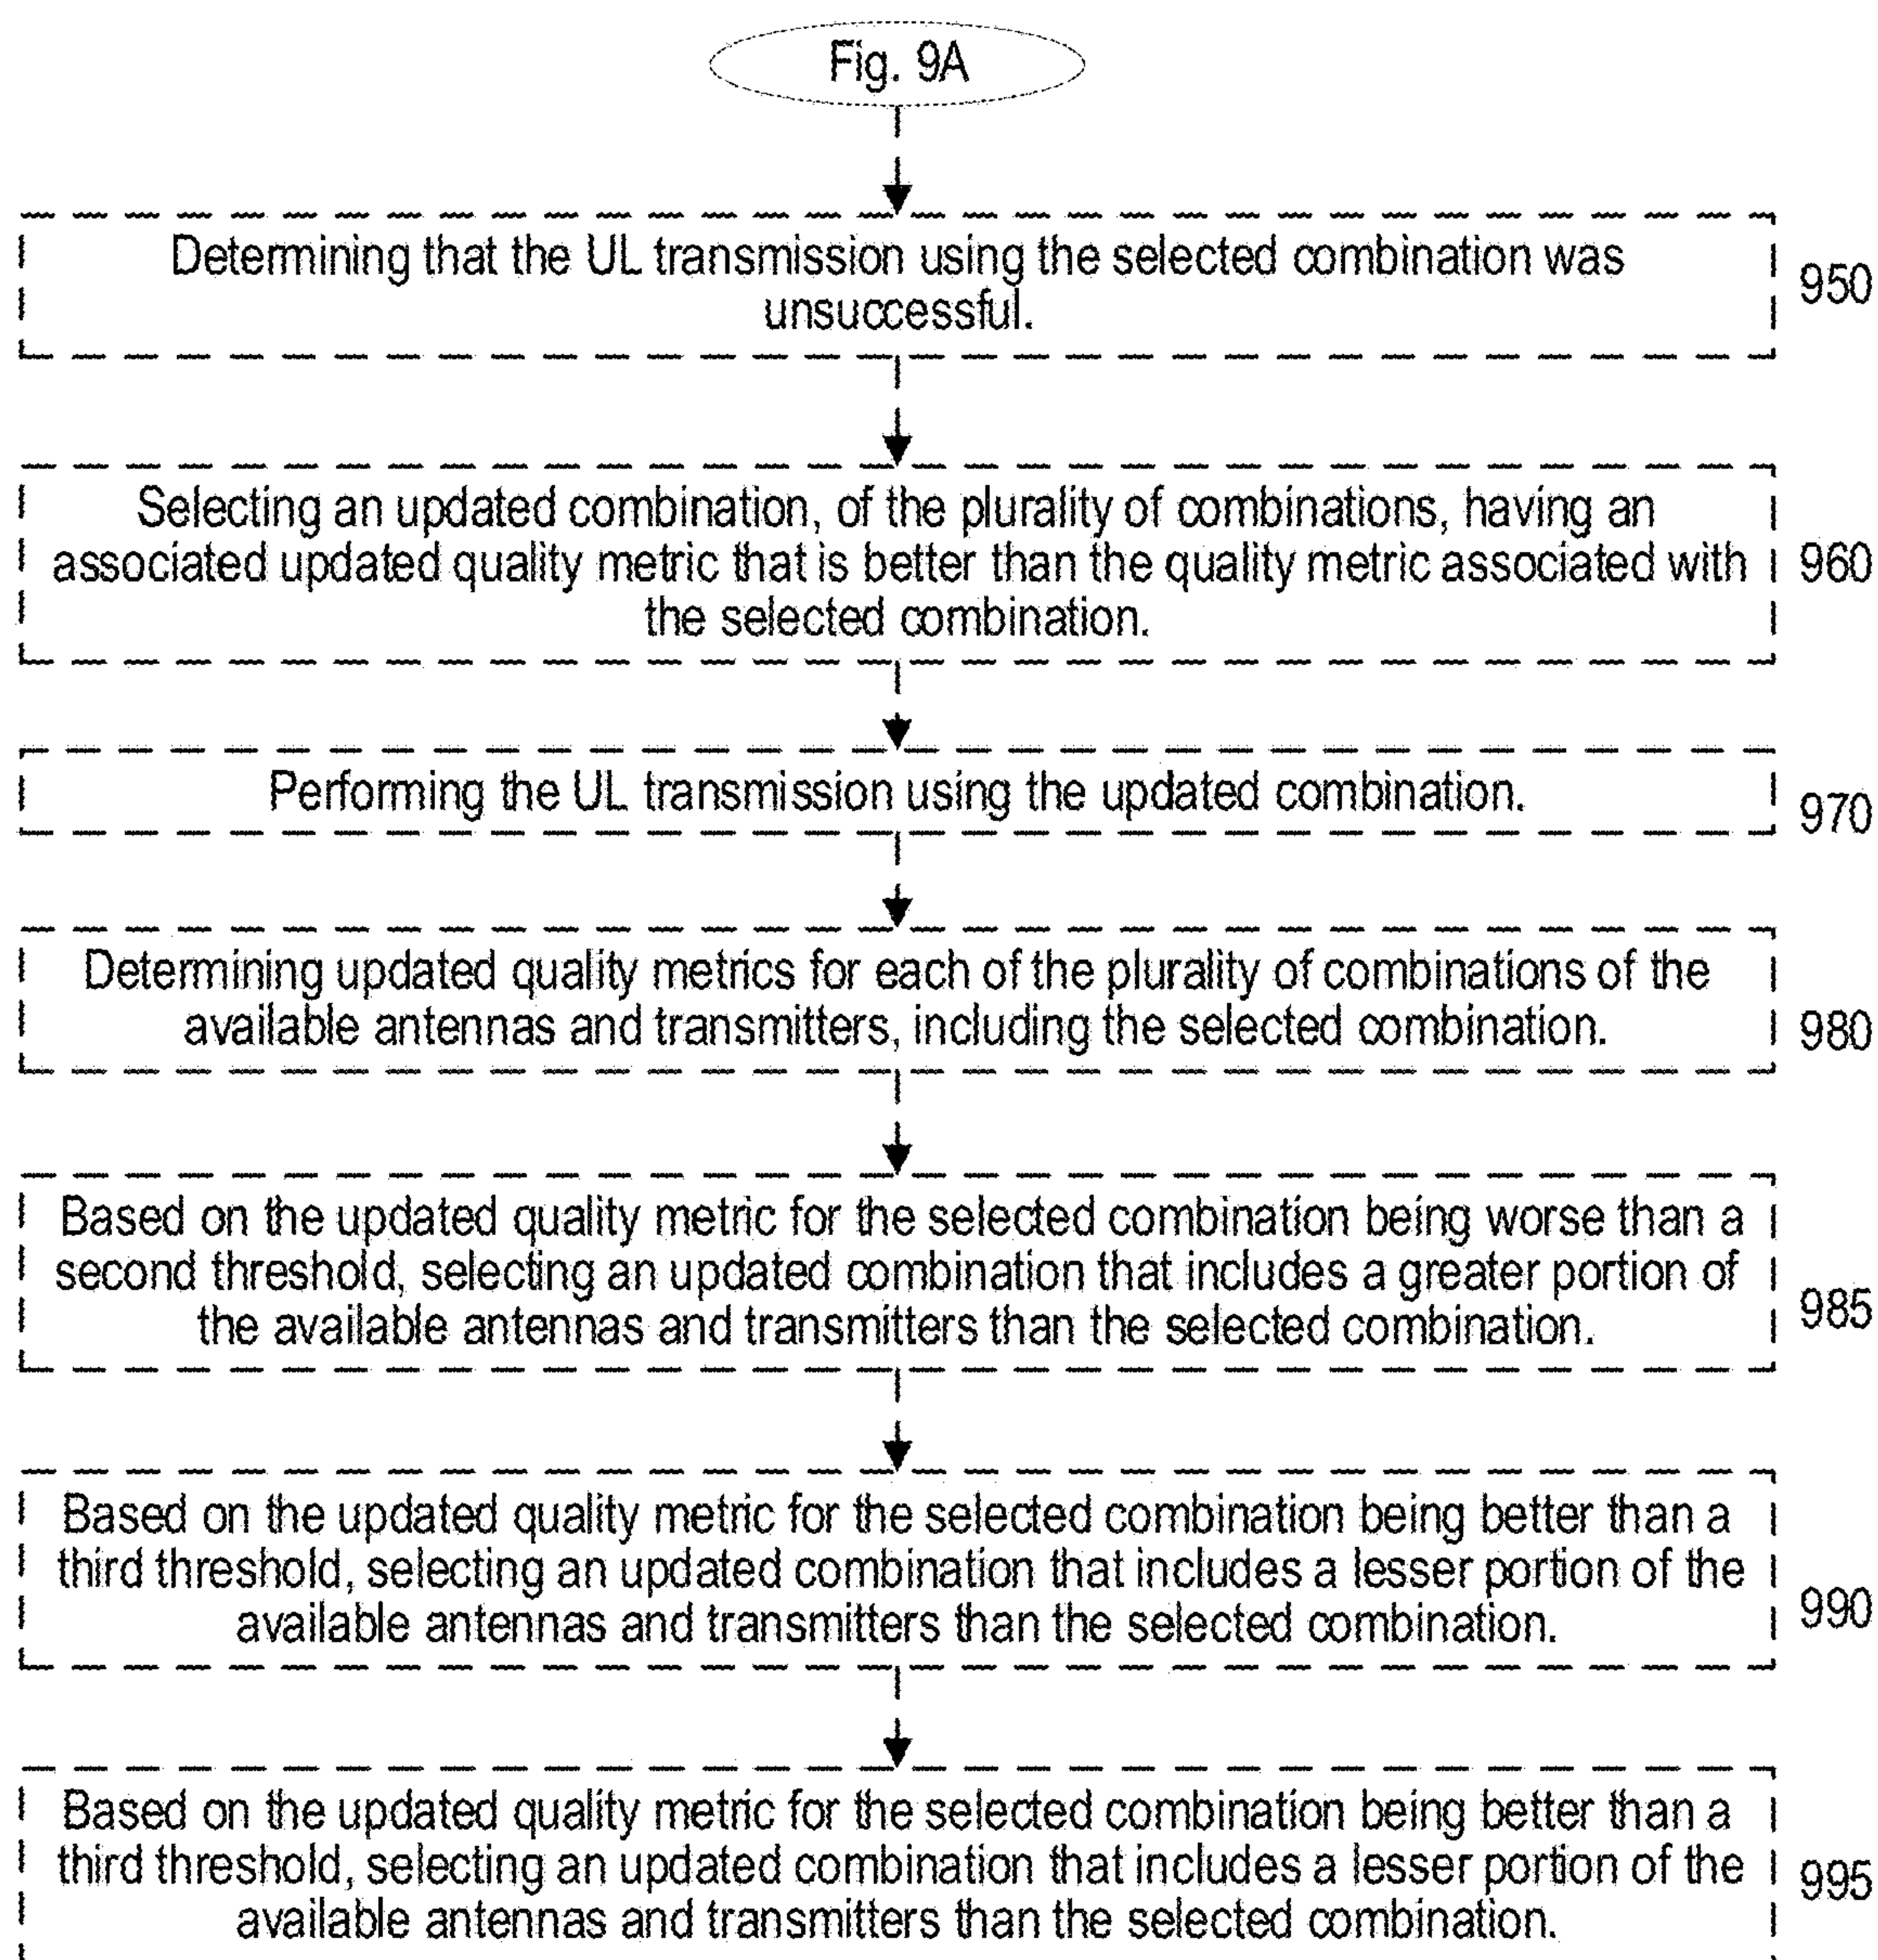 Fig. 9A
Determining that the UL transmission using the selected combination was
unsuccessful.
950
Selecting an updated combination, of the plurality of combinations, having an
associated updated quality metric that is better than the quality metric associated with
the selected combination.
960
Performing the UL transmission using the updated combination.
970
Determining updated quality metrics for each of the plurality of combinations of the
available antennas and transmitters, including the selected combination.
980
Based on the updated quality metric for the selected combination being worse than a
second threshold, selecting an updated combination that includes a greater portion of
the available antennas and transmitters than the selected combination.
985
Based on the updated quality metric for the selected combination being better than a
third threshold, selecting an updated combination that includes a lesser portion of the
available antennas and transmitters than the selected combination.
990
Based on the updated quality metric for the selected combination being better than a
third threshold, selecting an updated combination that includes a lesser portion of the
available antennas and transmitters than the selected combination.
995